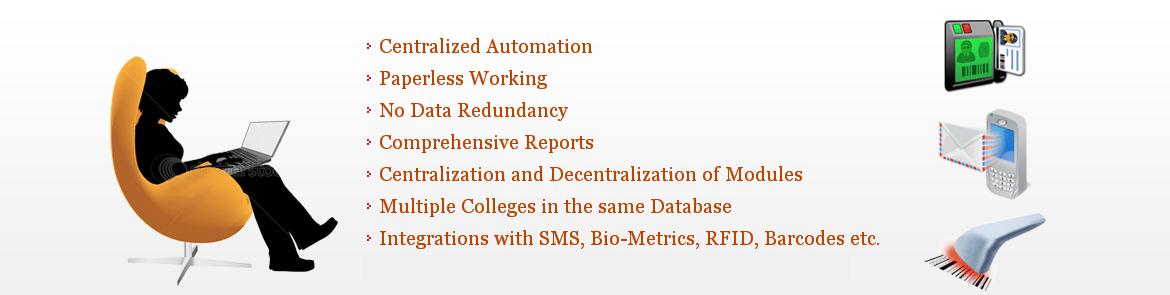 Centralized Automation
Paperless Working
No Data Redundancy
Comprehensive Reports
Centralization and Decentralization of Modules
Multiple Colleges in the same Database
Integrations with SMS, Bio-Metrics, RFID, Barcodes etc.